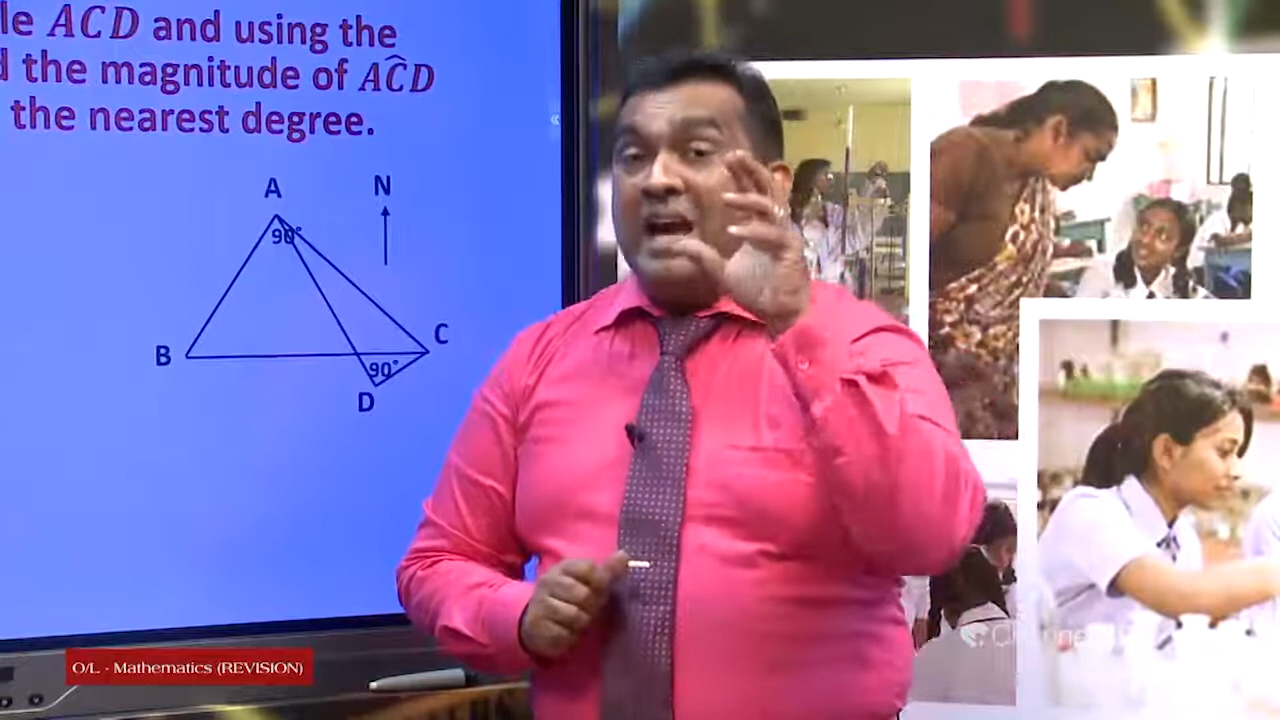 le ACD and using the
d the magnitude of AĈD
the nearest degree.
A
N
90°
B
C
90°
D
O/L - Mathematics (REVISION)